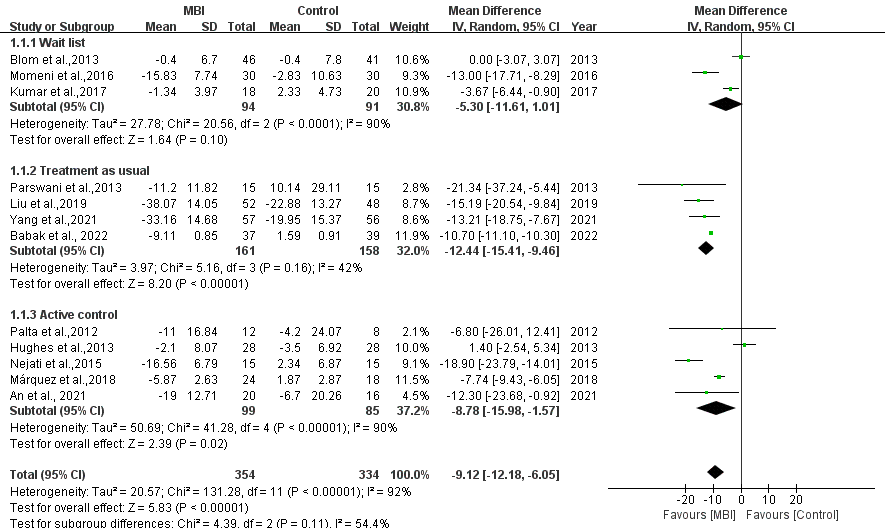 MBI Control Mean Difference Mean Difference
Study or Subgroup Mean SD Total Mean SD Total Weight IV, Random, 95% CI Year IV, Random, 95% CI
1.1.1 Wait list
Blom et al.,2013 -0.4 6.7 46 -0.4 7.8 41 10.6% 0.00 [-3.07, 3.07] 2013
Momeni et al.,2016 -15.83 7.74 30 -2.83 10.63 30 9.3% -13.00 [-17.71, -8.29] 2016
Kumar et al.,2017 -1.34 3.97 18 2.33 4.73 20 10.9% -3.67 [-6.44, -0.90] 2017
Subtotal (95% CI) 94 91 30.8% -5.30 [-11.61, 1.01]
Heterogeneity: Tau² = 27.78; Chi² = 20.56, df = 2 (P < 0.0001); I² = 90%
Test for overall effect: Z = 1.64 (P = 0.10)
1.1.2 Treatment as usual
Parswani et al.,2013 -11.2 11.82 15 10.14 29.11 15 2.8% -21.34 [-37.24, -5.44] 2013
Liu et al.,2019 -38.07 14.05 52 -22.88 13.27 48 8.7% -15.19 [-20.54, -9.84] 2019
Yang et al.,2021 -33.16 14.68 57 -19.95 15.37 56 8.6% -13.21 [-18.75, -7.67] 2021
Babak et al.,2022 -9.11 0.85 37 1.59 0.91 39 11.9% -10.70 [-11.10, -10.30] 2022
Subtotal (95% CI) 161 158 32.0% -12.44 [-15.41, -9.46]
Heterogeneity: Tau² = 3.97; Chi² = 5.16, df = 3 (P = 0.16); I² = 42%
Test for overall effect: Z = 8.20 (P < 0.00001)
1.1.3 Active control
Palta et al.,2012 -11 16.84 12 -4.2 24.07 8 2.1% -6.80 [-26.01, 12.41] 2012
Hughes et al.,2013 -2.1 8.07 28 -3.5 6.92 28 10.0% 1.40 [-2.54, 5.34] 2013
Nejati et al.,2015 -16.56 6.79 15 2.34 6.87 15 9.1% -18.90 [-23.79, -14.01] 2015
Márquez et al.,2018 -5.87 2.63 24 1.87 2.87 18 11.5% -7.74 [-9.43, -6.05] 2018
An et al.,2021 -19 12.71 20 -6.7 20.26 16 4.5% -12.30 [-23.68, -0.92] 2021
Subtotal (95% CI) 99 85 37.2% -8.78 [-15.98, -1.57]
Heterogeneity: Tau² = 50.69; Chi² = 41.28, df = 4 (P < 0.00001); I² = 90%
Test for overall effect: Z = 2.39 (P = 0.02)
Total (95% CI) 354 334 100.0% -9.12 [-12.18, -6.05]
Heterogeneity: Tau² = 20.57; Chi² = 131.28, df = 11 (P < 0.00001); I² = 92%
Test for overall effect: Z = 5.83 (P < 0.00001)
Test for subgroup differences: Chi² = 4.39, df = 2 (P = 0.11), I² = 54.4%
-20 -10 0 10 20
Favours [MBI] Favours [Control]